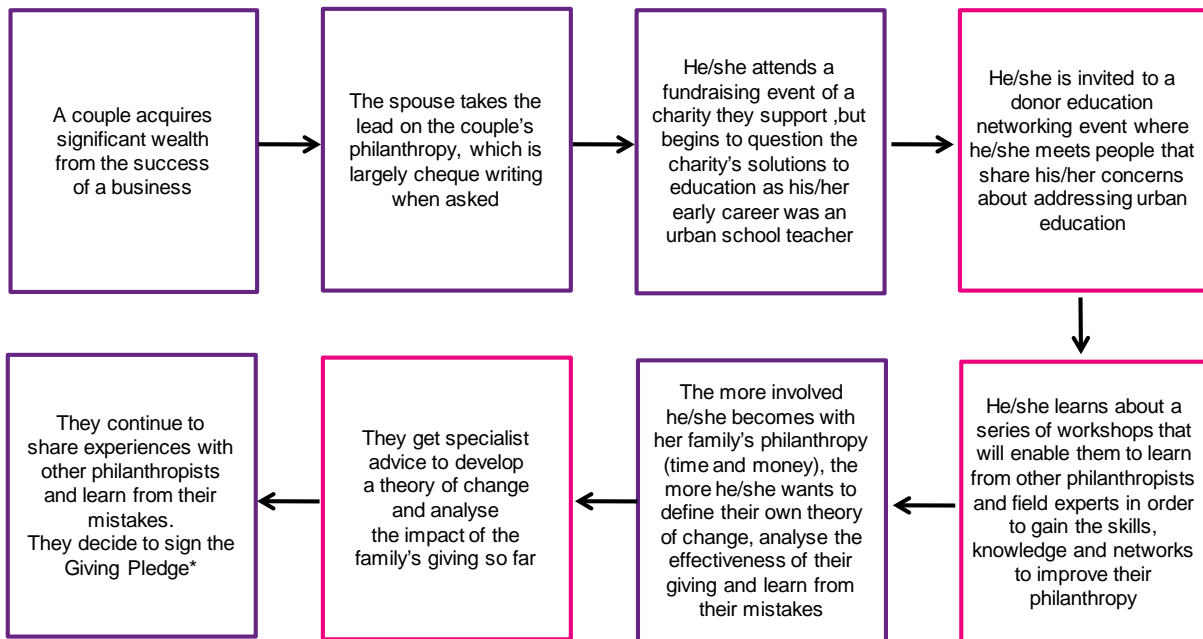 A couple acquires
significant wealth
from the success
of a business
The spouse takes the
lead on the couple's
philanthropy, which is
largely cheque writing
when asked
He/she attends a
fundraising event of a
charity they support ,but
begins to question the
charity's solutions to
education as his/her
early career was an
urban school teacher
He/she is invited to a
donor education
networking event where
he/she meets people that
share his/her concerns
about addressing urban
education
He/she learns about a
series of workshops that
will enable them to learn
from other philanthropists
and field experts in order
to gain the skills,
knowledge and networks
to improve their
philanthropy
The more involved
he/she becomes with
her family's philanthropy
(time and money), the
more he/she wants to
define their own theory
of change, analyse the
effectiveness of their
giving and learn from
their mistakes
They get specialist
advice to develop
a theory of change
and analyse
the impact of the
family's giving so far
They continue to
share experiences with
other philanthropists
and learn from their
mistakes.
They decide to sign the
Giving Pledge*